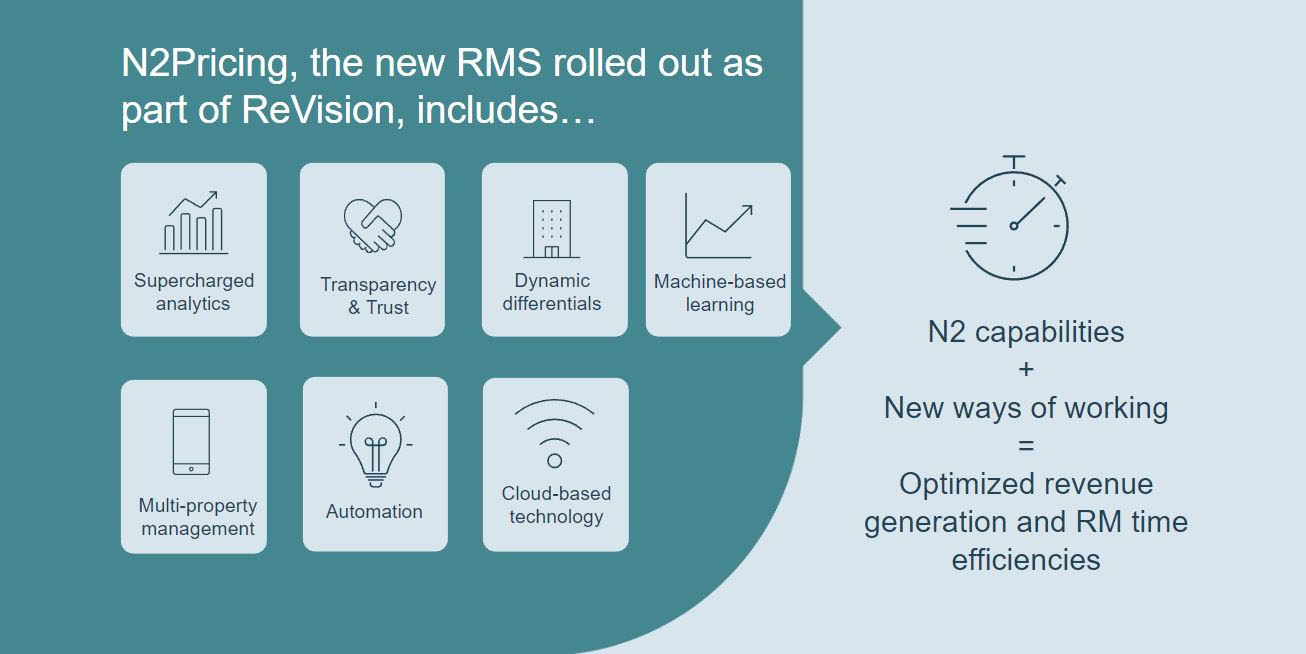 N2Pricing, the new RMS rolled out as
part of ReVision, includes…
Supercharged
analytics
Transparency
& Trust
Dynamic
differentials
Machine-based
learning
Multi-property
management
Automation
Cloud-based
technology
N2 capabilities
+
New ways of working
=
Optimized revenue
generation and RM time
efficiencies